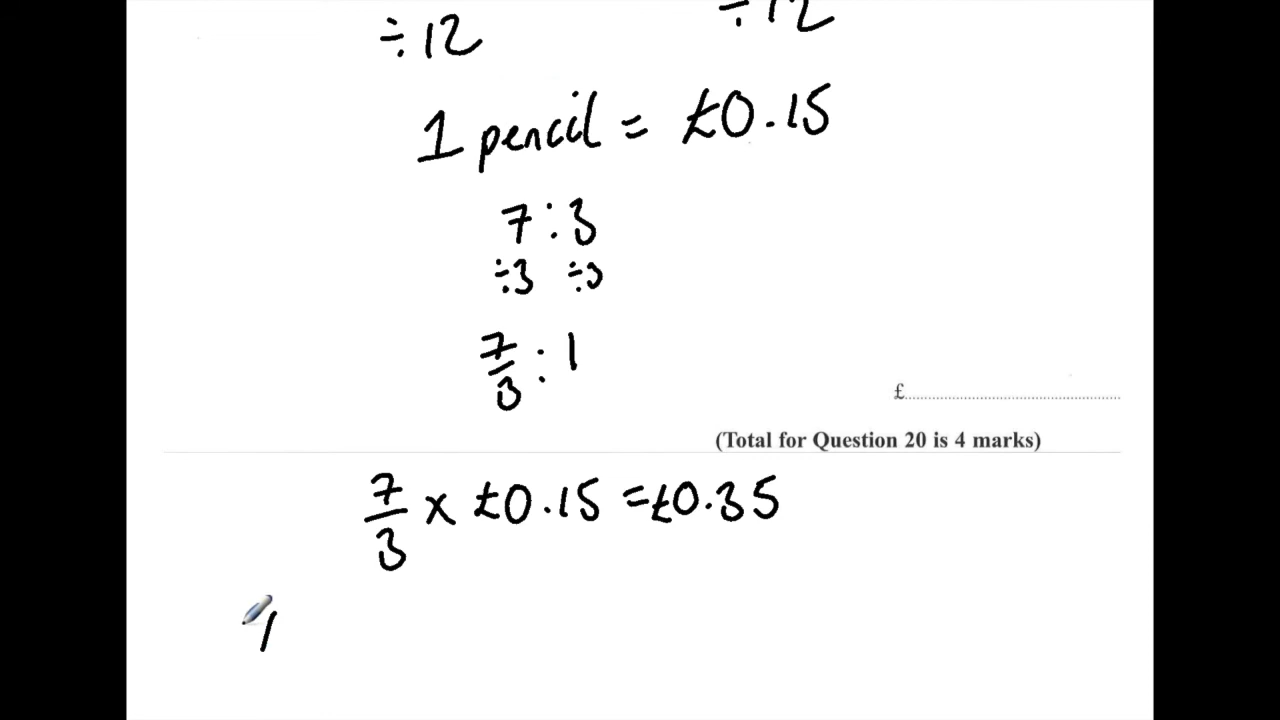 ÷12 ÷12
1 pencil = £0.15
7:3
÷3 ÷3
7/3 : 1
£
(Total for Question 20 is 4 marks)
7/3 × £0.15 = £0.35